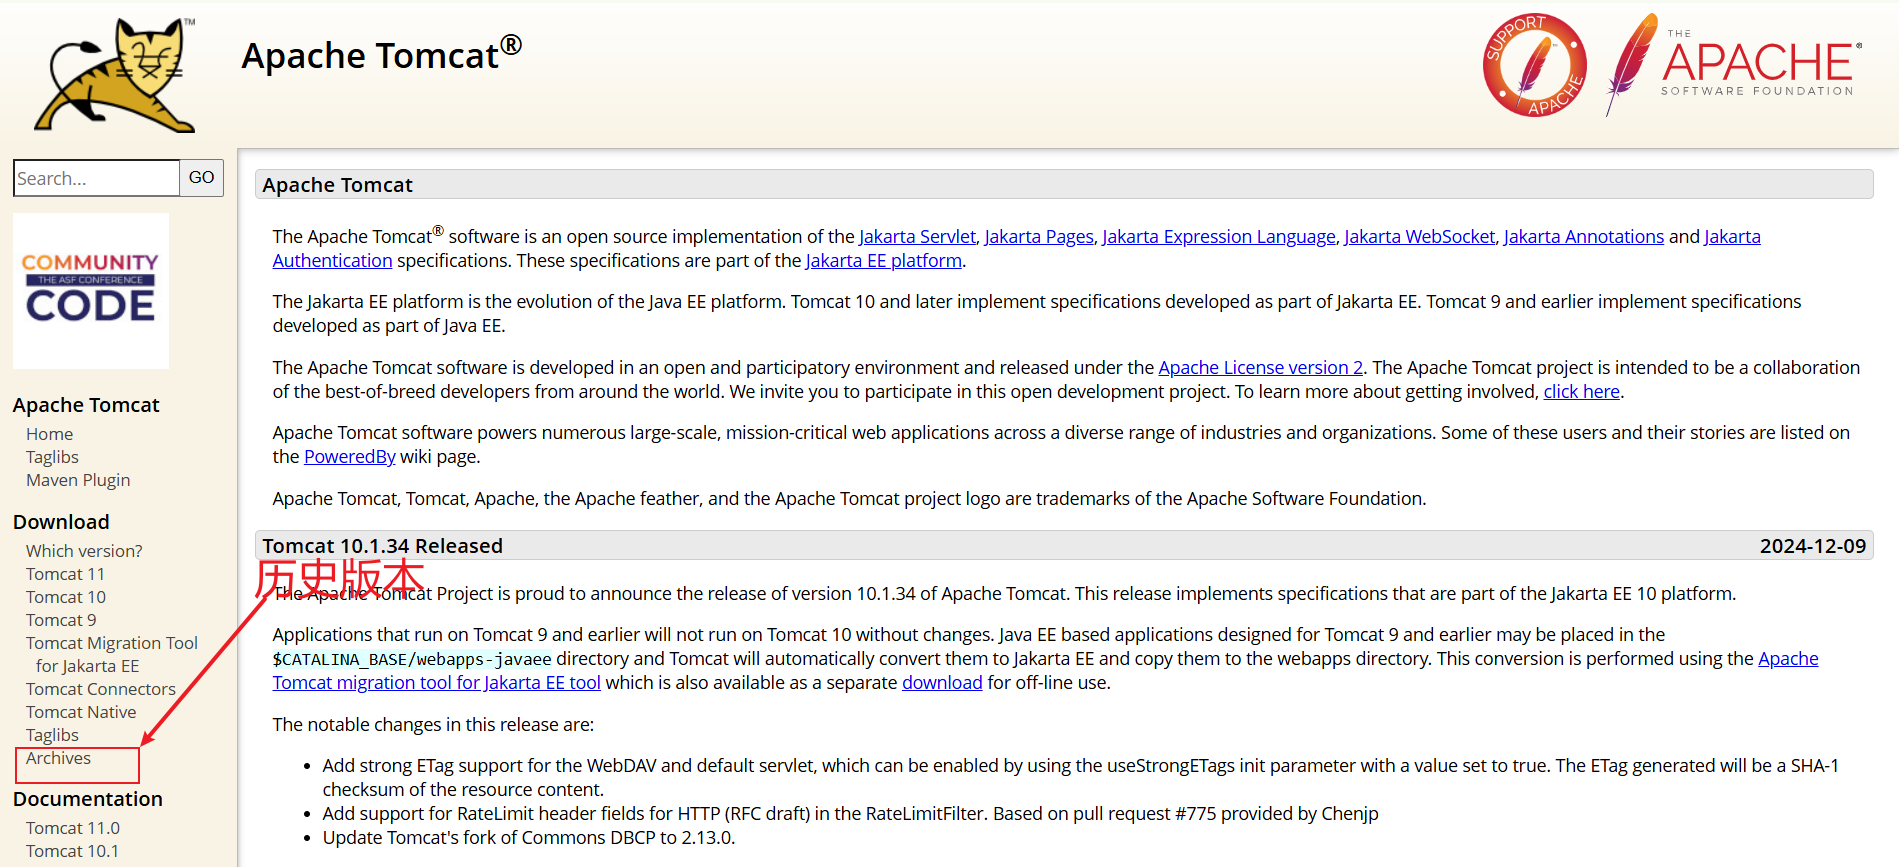 Apache Tomcat®
TM
SUPPORT APACHE
THE
APACHE®
SOFTWARE FOUNDATION
Search...
GO
COMMUNITY
THE ASF CONFERENCE
CODE
Apache Tomcat
Home
Taglibs
Maven Plugin
Download
Which version?
Tomcat 11
Tomcat 10
Tomcat 9
Tomcat Migration Tool
for Jakarta EE
Tomcat Connectors
Tomcat Native
Taglibs
Archives
Documentation
Tomcat 11.0
Tomcat 10.1
Apache Tomcat
The Apache Tomcat® software is an open source implementation of the Jakarta Servlet, Jakarta Pages, Jakarta Expression Language, Jakarta WebSocket, Jakarta Annotations and Jakarta
Authentication specifications. These specifications are part of the Jakarta EE platform.
The Jakarta EE platform is the evolution of the Java EE platform. Tomcat 10 and later implement specifications developed as part of Jakarta EE. Tomcat 9 and earlier implement specifications
developed as part of Java EE.
The Apache Tomcat software is developed in an open and participatory environment and released under the Apache License version 2. The Apache Tomcat project is intended to be a collaboration
of the best-of-breed developers from around the world. We invite you to participate in this open development project. To learn more about getting involved, click here.
Apache Tomcat software powers numerous large-scale, mission-critical web applications across a diverse range of industries and organizations. Some of these users and their stories are listed on
the PoweredBy wiki page.
Apache Tomcat, Tomcat, Apache, the Apache feather, and the Apache Tomcat project logo are trademarks of the Apache Software Foundation.
Tomcat 10.1.34 Released 2024-12-09
历史版本
The Apache Tomcat Project is proud to announce the release of version 10.1.34 of Apache Tomcat. This release implements specifications that are part of the Jakarta EE 10 platform.
Applications that run on Tomcat 9 and earlier will not run on Tomcat 10 without changes. Java EE based applications designed for Tomcat 9 and earlier may be placed in the
$CATALINA_BASE/webapps-javaee directory and Tomcat will automatically convert them to Jakarta EE and copy them to the webapps directory. This conversion is performed using the Apache
Tomcat migration tool for Jakarta EE tool which is also available as a separate download for off-line use.
The notable changes in this release are:
• Add strong ETag support for the WebDAV and default servlet, which can be enabled by using the useStrongETags init parameter with a value set to true. The ETag generated will be a SHA-1
checksum of the resource content.
• Add support for RateLimit header fields for HTTP (RFC draft) in the RateLimitFilter. Based on pull request #775 provided by Chenjp
• Update Tomcat's fork of Commons DBCP to 2.13.0.